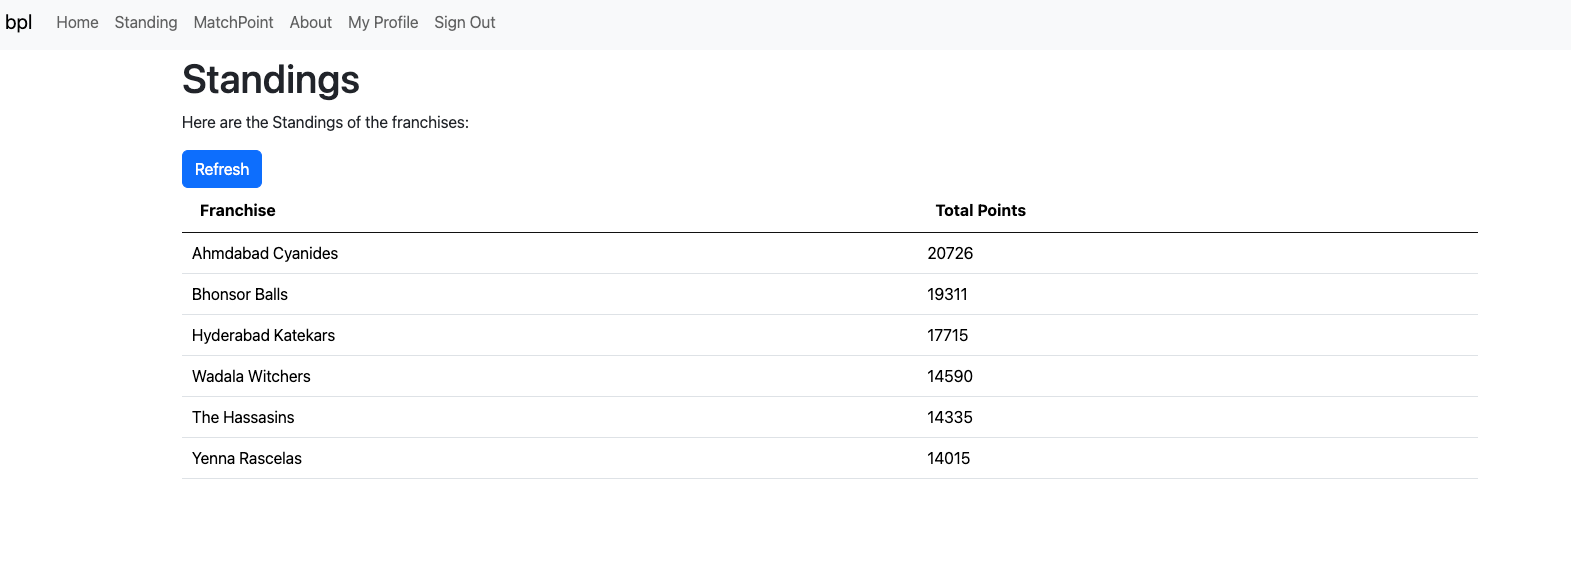 bpl Home Standing MatchPoint About My Profile Sign Out
Standings
Here are the Standings of the franchises:
Refresh
Franchise Total Points
Ahmdabad Cyanides 20726
Bhonsor Balls 19311
Hyderabad Katekars 17715
Wadala Witchers 14590
The Hassasins 14335
Yenna Rascelas 14015